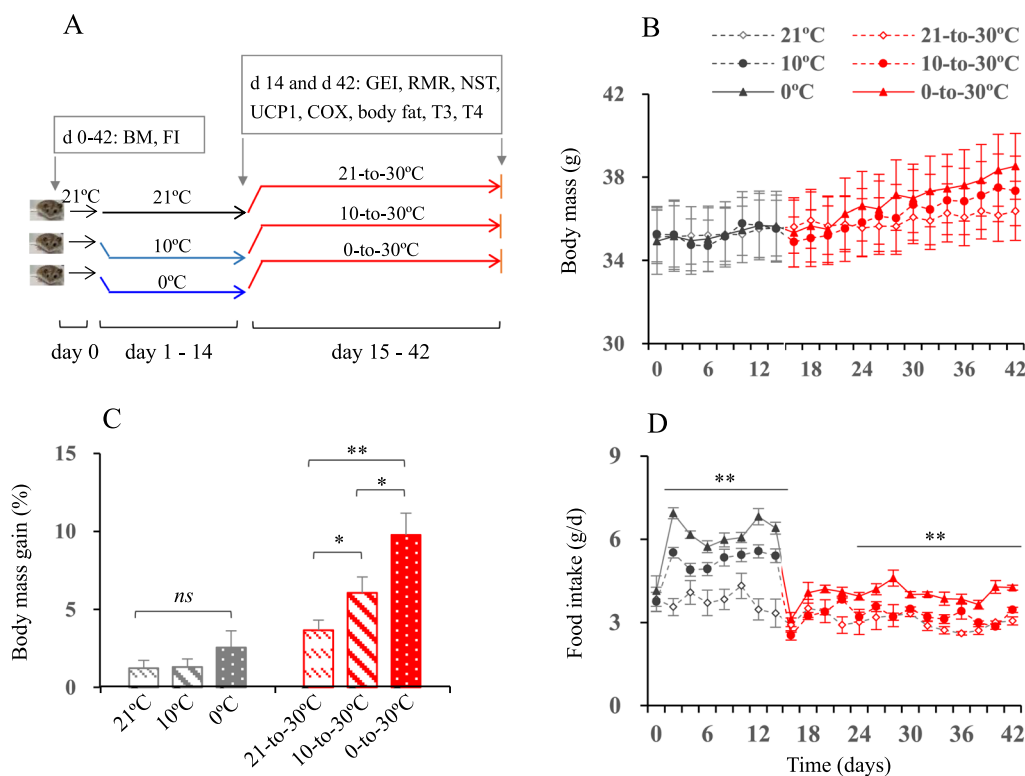 A
d 0-42: BM, FI
d 14 and d 42: GEI, RMR, NST,
UCP1, COX, body fat, T3, T4
21ºC
21ºC
21-to-30ºC
10ºC
10-to-30ºC
0ºC
0-to-30ºC
day 0
day 1 - 14
day 15 - 42
B
21ºC
21-to-30ºC
10ºC
10-to-30ºC
0ºC
0-to-30ºC
Body mass (g)
42
38
34
30
0 6 12 18 24 30 36 42
C
Body mass gain (%)
15
10
5
0
ns
**
*
*
21ºC
10ºC
0ºC
21-to-30ºC
10-to-30ºC
0-to-30ºC
D
Food intake (g/d)
9
6
3
0
**
**
0 6 12 18 24 30 36 42
Time (days)